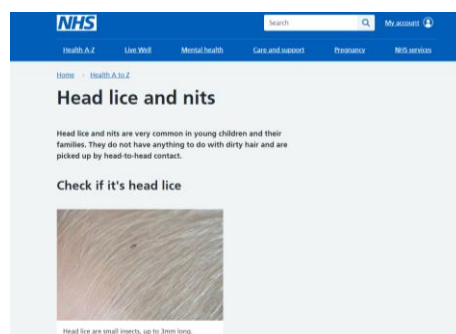 NHS
Search
My account
Health A-Z
Live Well
Mental health
Care and support
Pregnancy
NHS services
Home
Health A to Z
Head lice and nits
Head lice and nits are very common in young children and their
families. They do not have anything to do with dirty hair and are
picked up by head-to-head contact.
Check if it's head lice
Head lice are small insects, up to 3mm long.